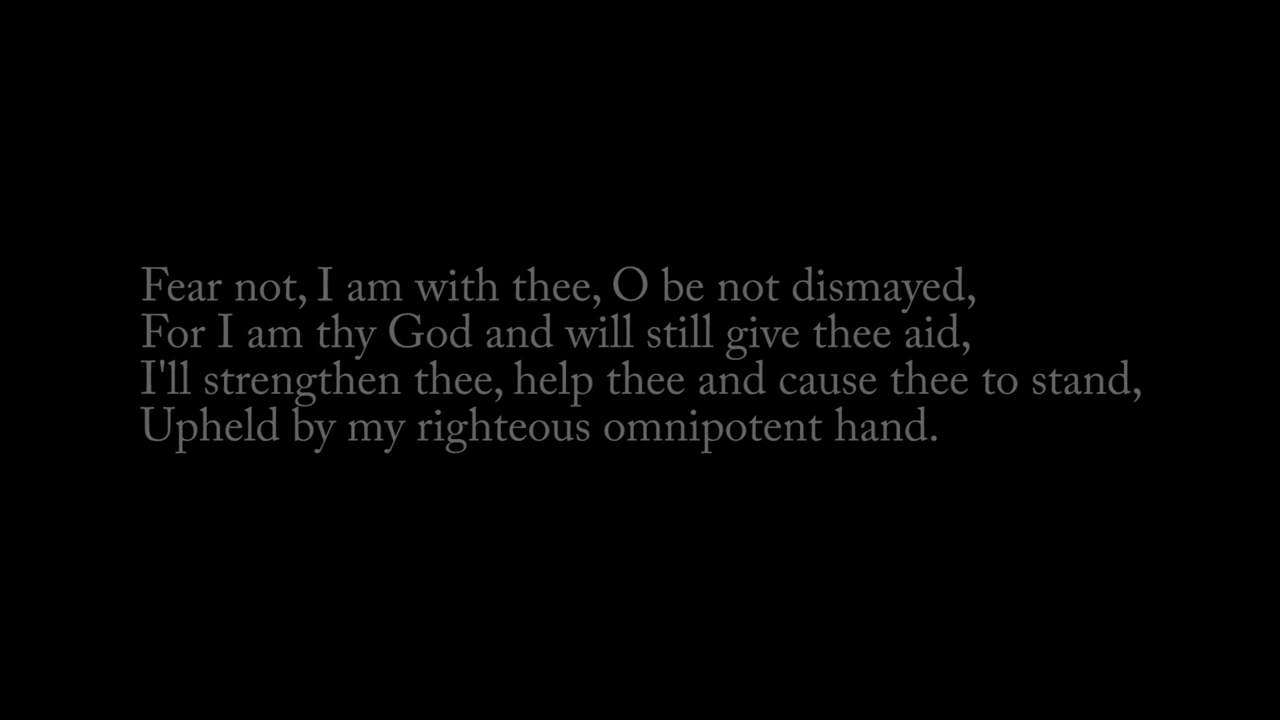 Fear not, I am with thee, O be not dismayed,
For I am thy God and will still give thee aid,
I'll strengthen thee, help thee and cause thee to stand,
Upheld by my righteous omnipotent hand.